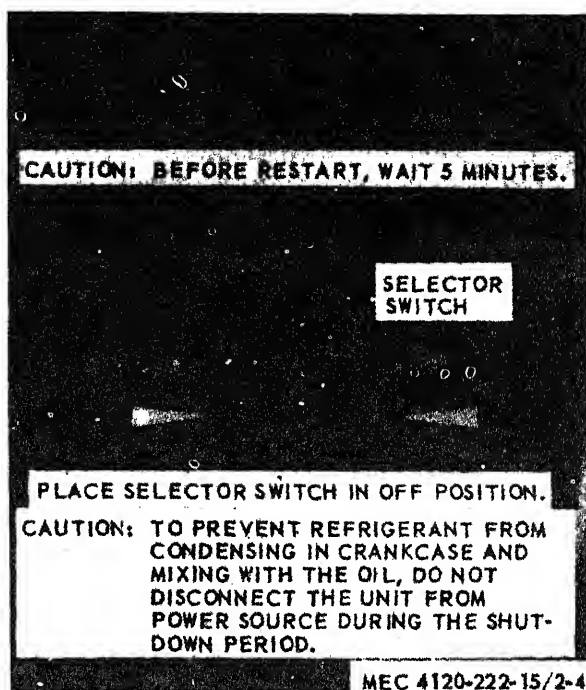 CAUTION: BEFORE RESTART, WAIT 5 MINUTES.
SELECTOR
SWITCH
PLACE SELECTOR SWITCH IN OFF POSITION.
CAUTION: TO PREVENT REFRIGERANT FROM
CONDENSING IN CRANKCASE AND
MIXING WITH THE OIL, DO NOT
DISCONNECT THE UNIT FROM
POWER SOURCE DURING THE SHUT-
DOWN PERIOD.
MEC 4120-222-15/2-4